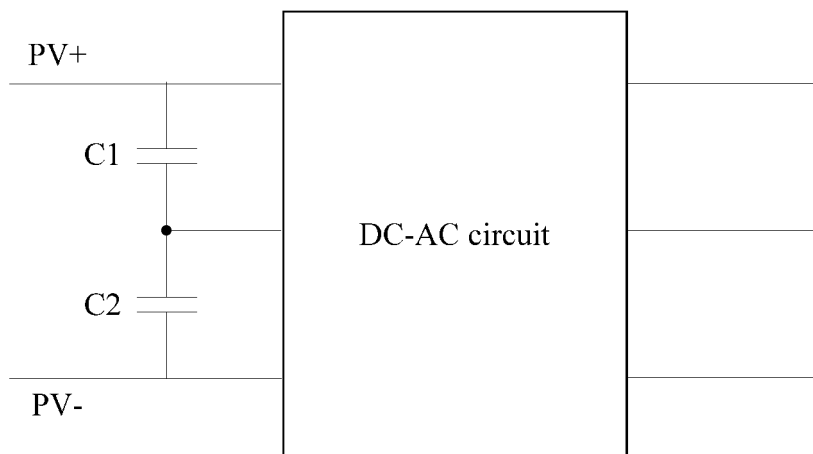 PV+
C1
DC-AC circuit
C2
PV-